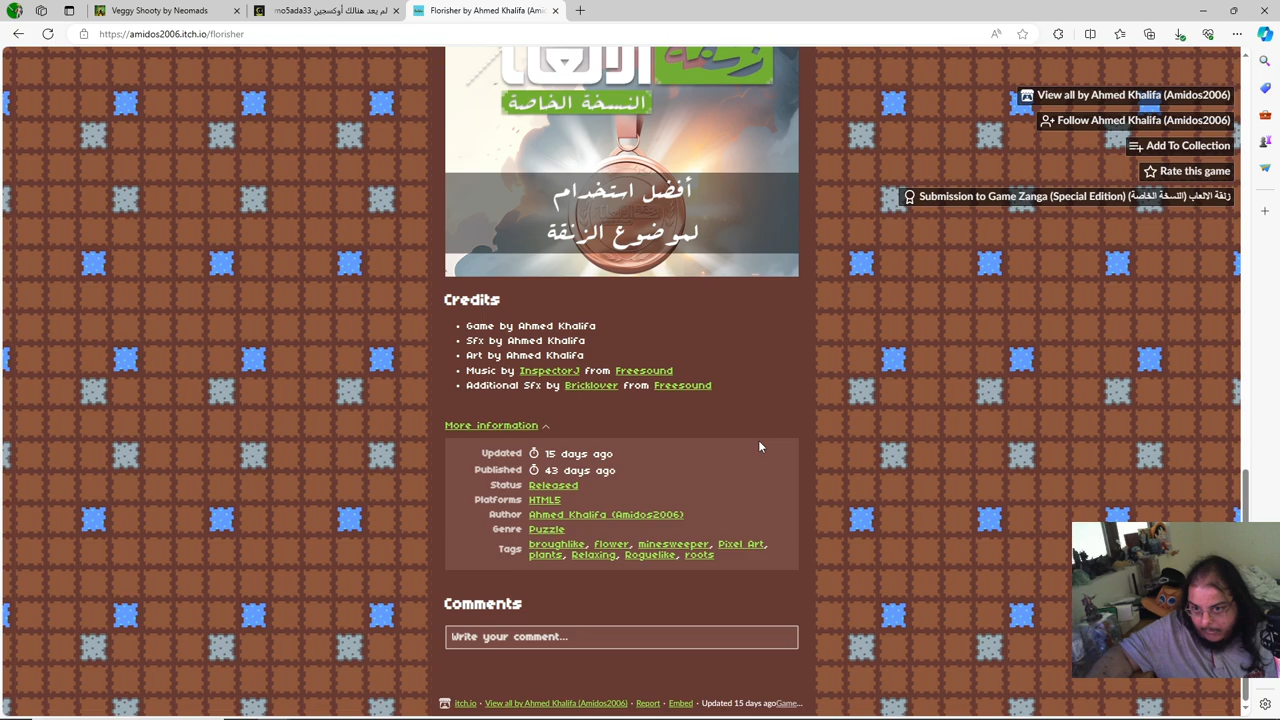 Veggy Shooty by Neomads
لم يعد هنالك أوكسجين mo5ada33
Florisher by Ahmed Khalifa (Ami
https://amidos2006.itch.io/florisher
زنقة
الألعاب
النسخة الخاصة
أفضل استخدام
لموضوع الزنقة
View all by Ahmed Khalifa (Amidos2006)
Follow Ahmed Khalifa (Amidos2006)
Add To Collection
Rate this game
Submission to Game Zanga (Special Edition) (زنقة الالعاب (النسخة الخاصة
Credits
• Game by Ahmed Khalifa
• Sfx by Ahmed Khalifa
• Art by Ahmed Khalifa
• Music by InspectorJ from Freesound
• Additional Sfx by Bricklover from Freesound
More information
Updated 15 days ago
Published 43 days ago
Status Released
Platforms HTML5
Author Ahmed Khalifa (Amidos2006)
Genre Puzzle
Tags broughlike, flower, minesweeper, Pixel Art,
plants, Relaxing, Roguelike, roots
Comments
Write your comment...
itch.io · View all by Ahmed Khalifa (Amidos2006) · Report · Embed · Updated 15 days ago Game...